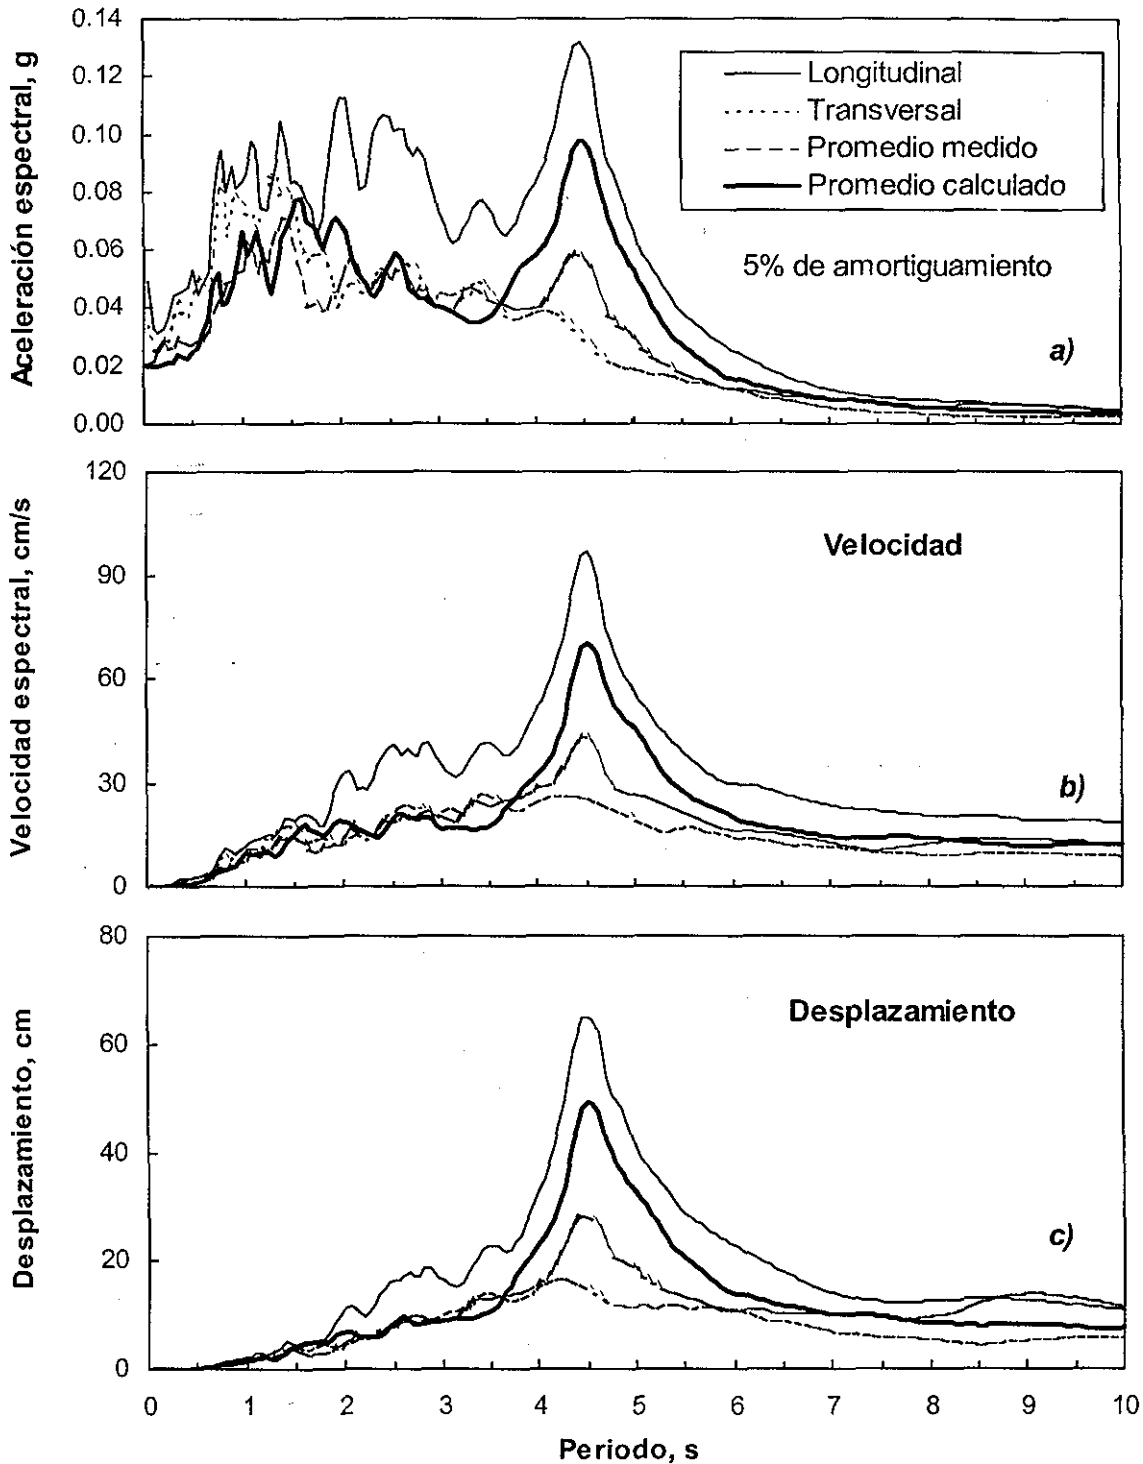 Aceleración espectral, g
0.14
0.12
0.10
0.08
0.06
0.04
0.02
0.00
Longitudinal
Transversal
Promedio medido
Promedio calculado
5% de amortiguamiento
a)
Velocidad espectral, cm/s
120
90
60
30
0
Velocidad
b)
Desplazamiento, cm
80
60
40
20
0
Desplazamiento
c)
0 1 2 3 4 5 6 7 8 9 10
Periodo, s